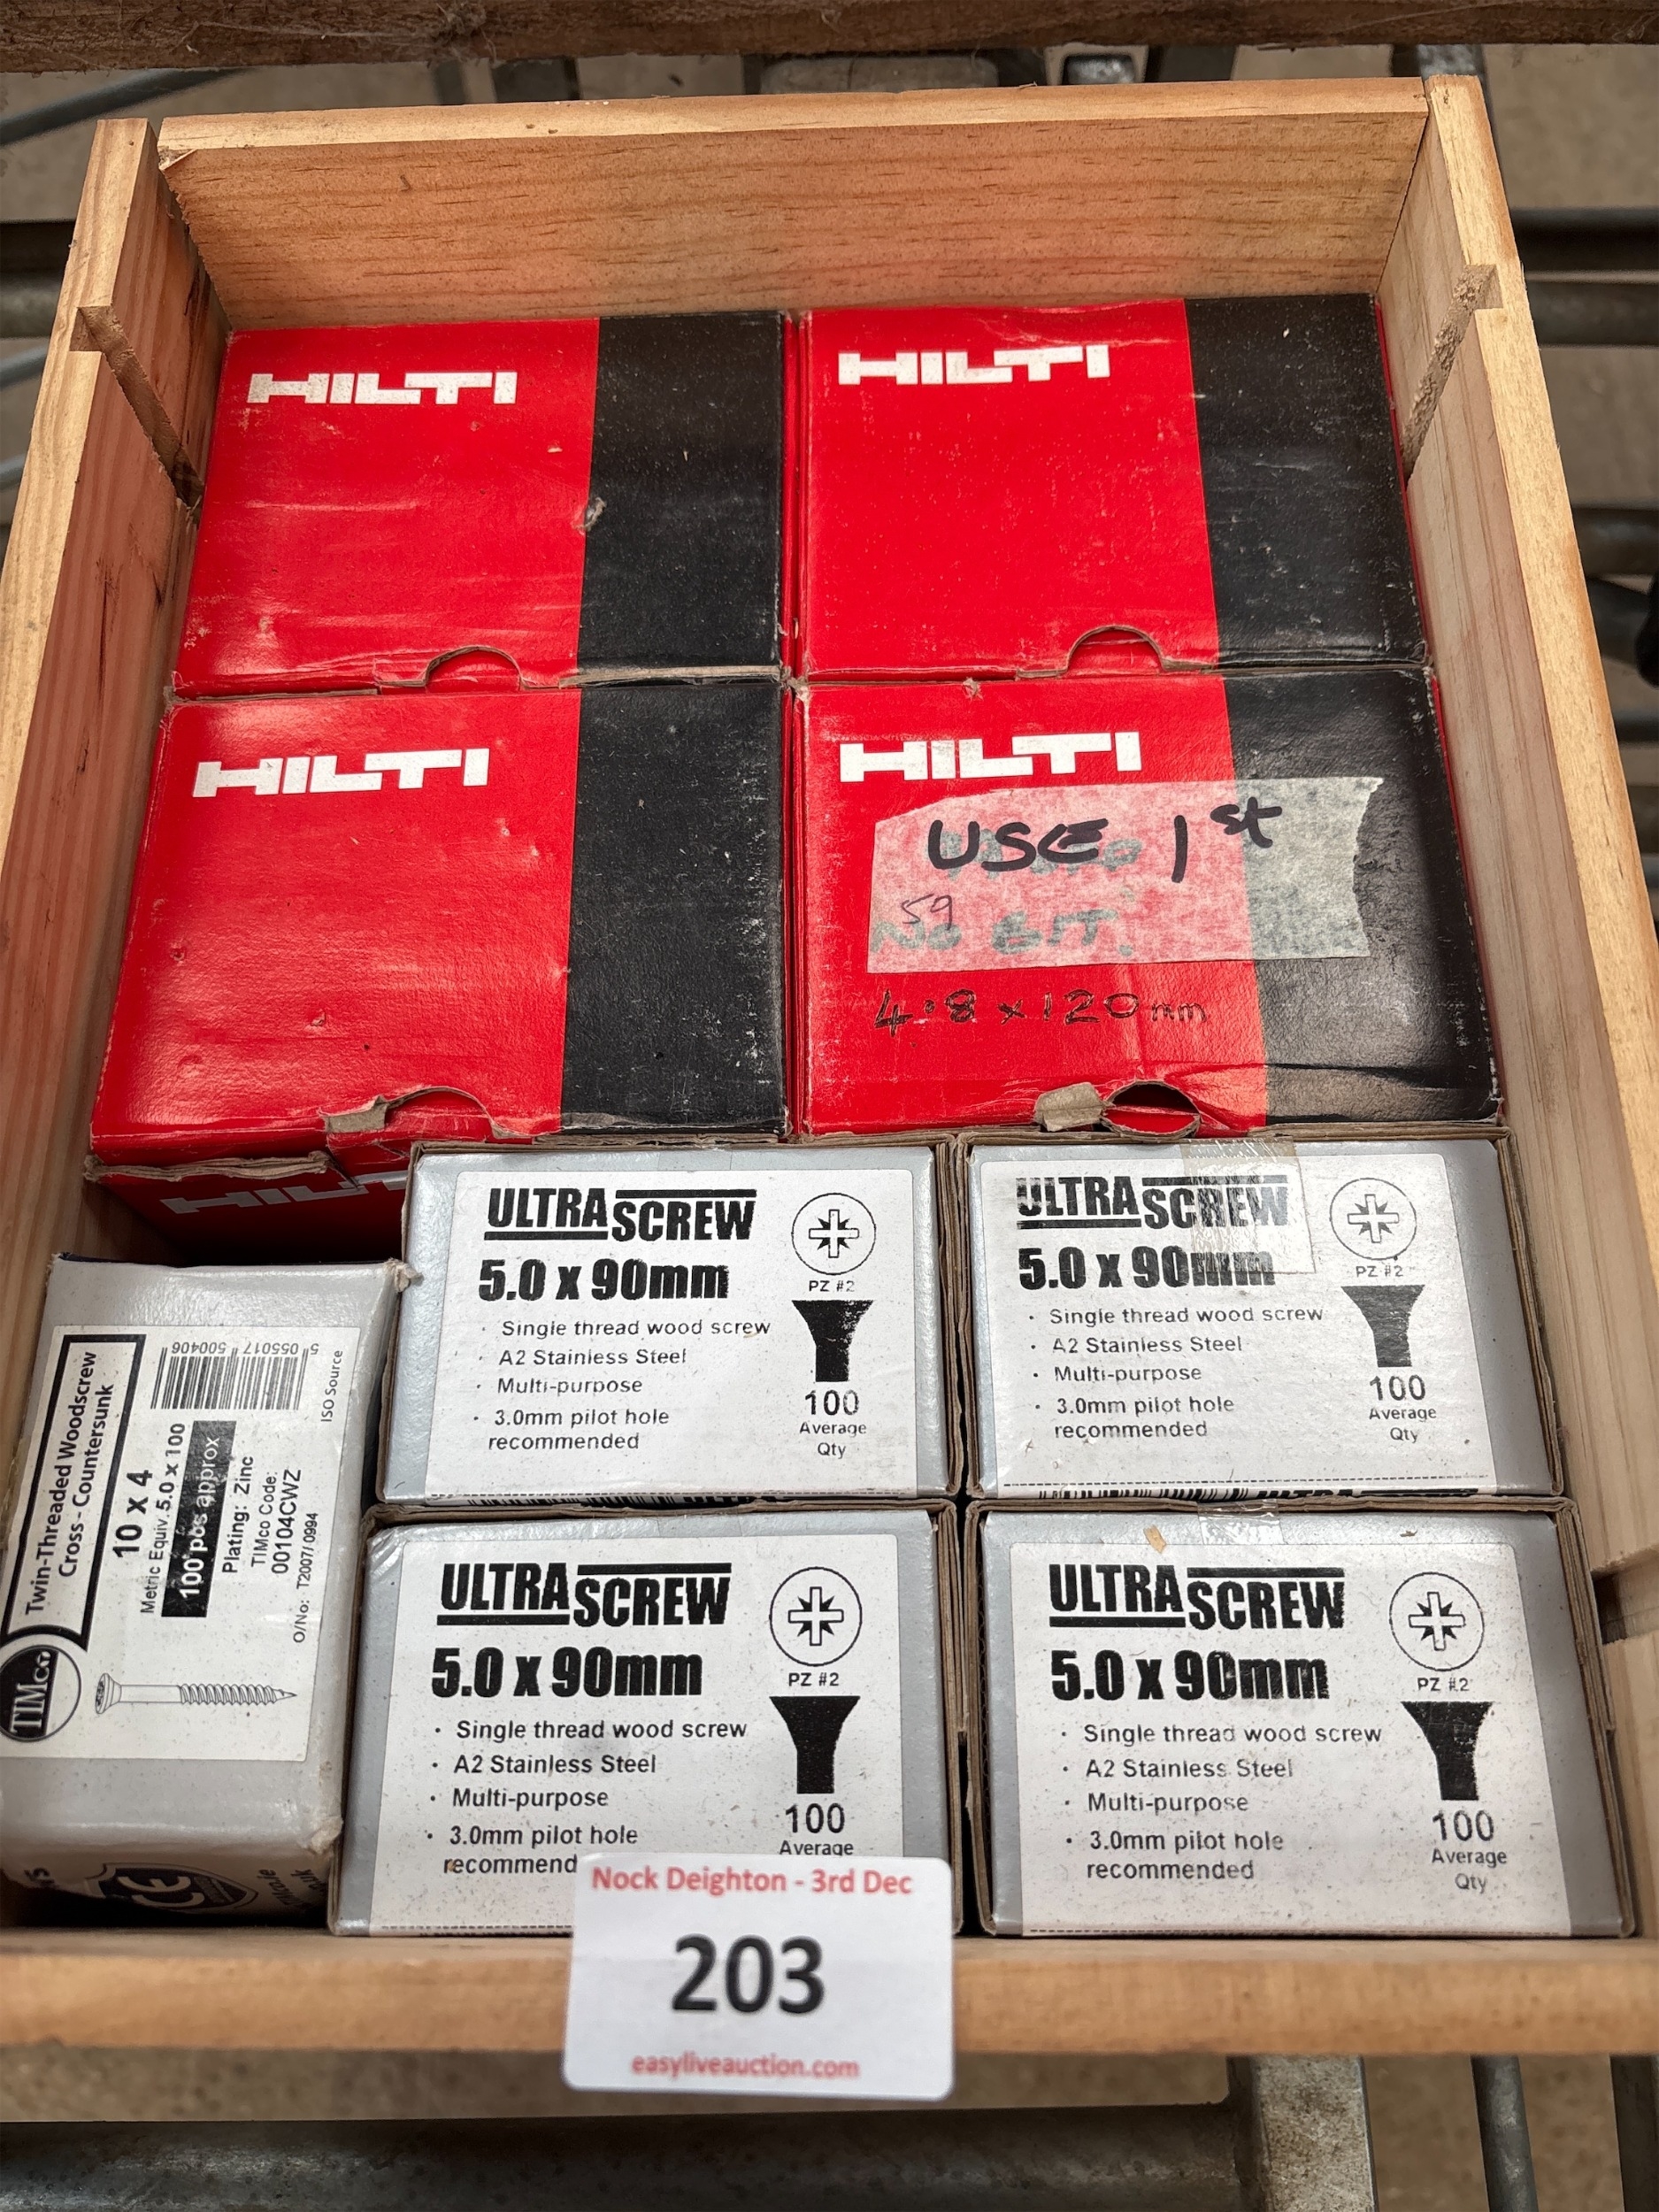 HILTI
HILTI
HILTI
HILTI
USE 1st
59
No BIT.
4.8 x 120mm
HILT
ULTRA SCREW
5.0 x 90mm
PZ #2
· Single thread wood screw
· A2 Stainless Steel
· Multi-purpose
· 3.0mm pilot hole
recommended
100
Average
Qty
ULTRA SCREW
5.0 x 90mm
PZ #2
· Single thread wood screw
· A2 Stainless Steel
· Multi-purpose
· 3.0mm pilot hole
recommended
100
Average
Qty
Twin-Threaded Woodscrew
Cross - Countersunk
10 x 4
Metric Equiv. 5.0 x 100
100 pcs approx
Plating: Zinc
TIMco Code:
00104CWZ
O/No: T2007/0994
5 055017 500406
ISO Source
TIMco
CE
ULTRA SCREW
5.0 x 90mm
PZ #2
· Single thread wood screw
· A2 Stainless Steel
· Multi-purpose
· 3.0mm pilot hole
recommend
100
Average
ULTRA SCREW
5.0 x 90mm
PZ #2
· Single thread wood screw
· A2 Stainless Steel
· Multi-purpose
· 3.0mm pilot hole
recommended
100
Average
Qty
Nock Deighton - 3rd Dec
203
easyliveauction.com